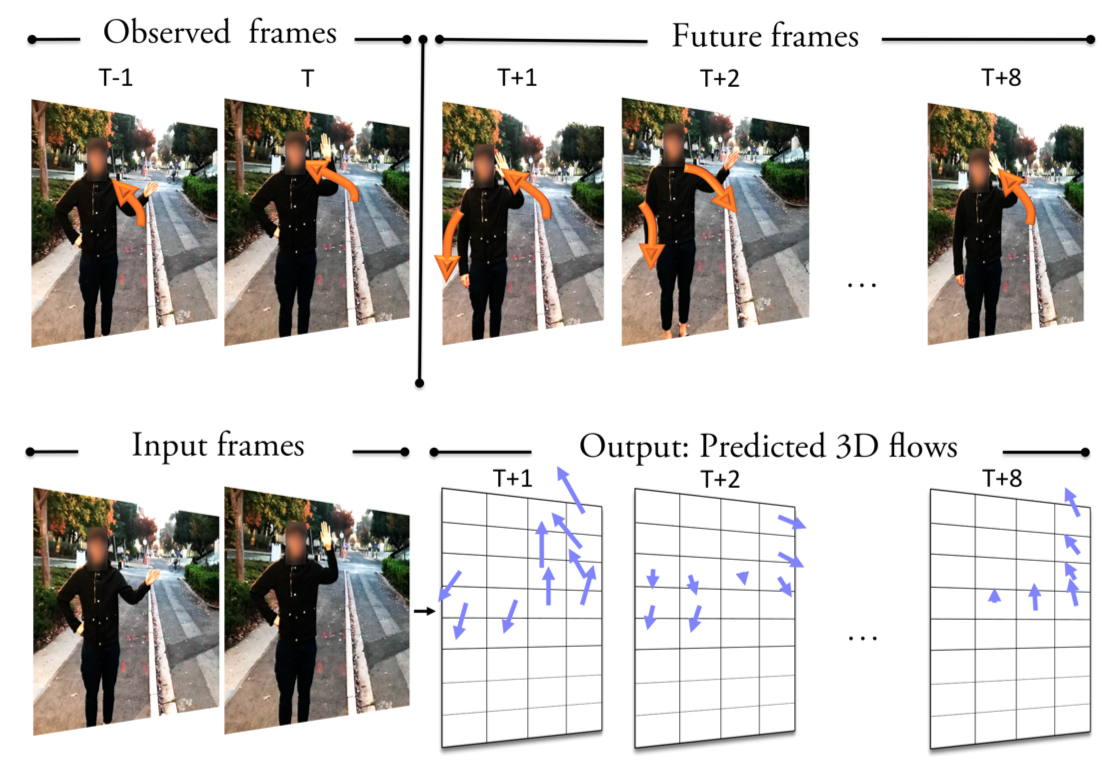 Observed frames
Future frames
T-1
T
T+1
T+2
T+8
...
Input frames
Output: Predicted 3D flows
T+1
T+2
T+8
...